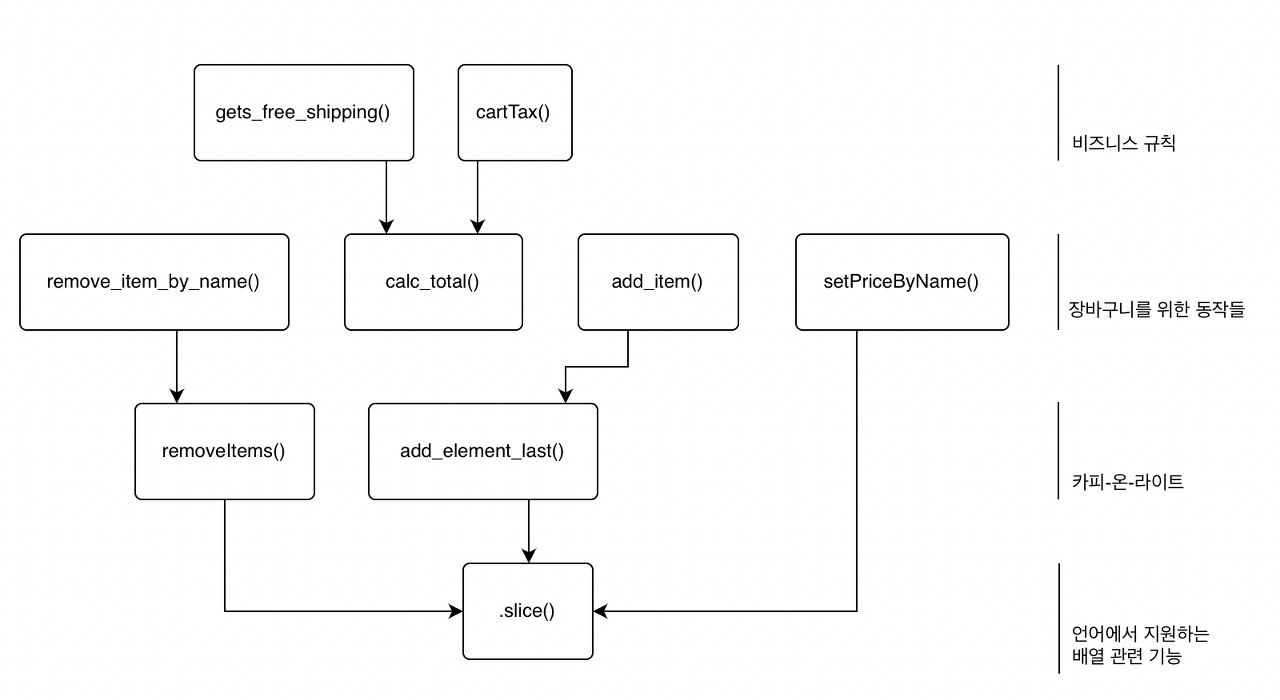 gets_free_shipping()
cartTax()
비즈니스 규칙
remove_item_by_name()
calc_total()
add_item()
setPriceByName()
장바구니를 위한 동작들
removeItems()
add_element_last()
카피-온-라이트
.slice()
언어에서 지원하는
배열 관련 기능